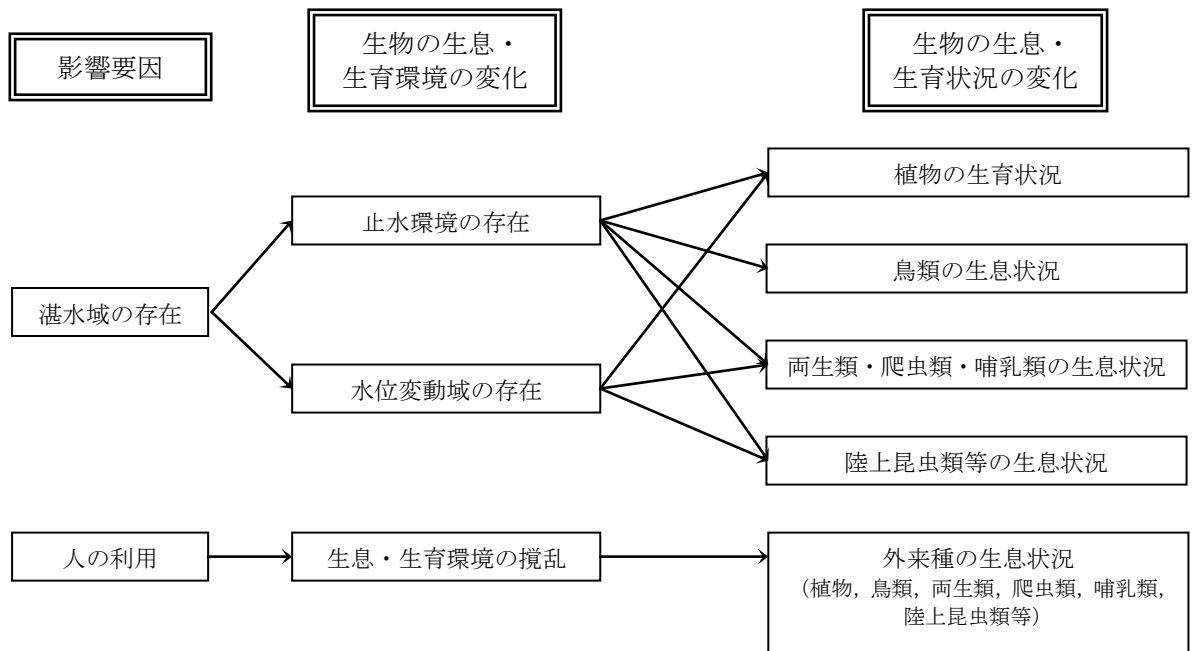 影響要因
生物の生息・
生育環境の変化
生物の生息・
生育状況の変化
植物の生育状況
止水環境の存在
鳥類の生息状況
湛水域の存在
両生類・爬虫類・哺乳類の生息状況
水位変動域の存在
陸上昆虫類等の生息状況
人の利用
生息・生育環境の撹乱
外来種の生息状況
（植物, 鳥類, 両生類, 爬虫類, 哺乳類,
陸上昆虫類等）